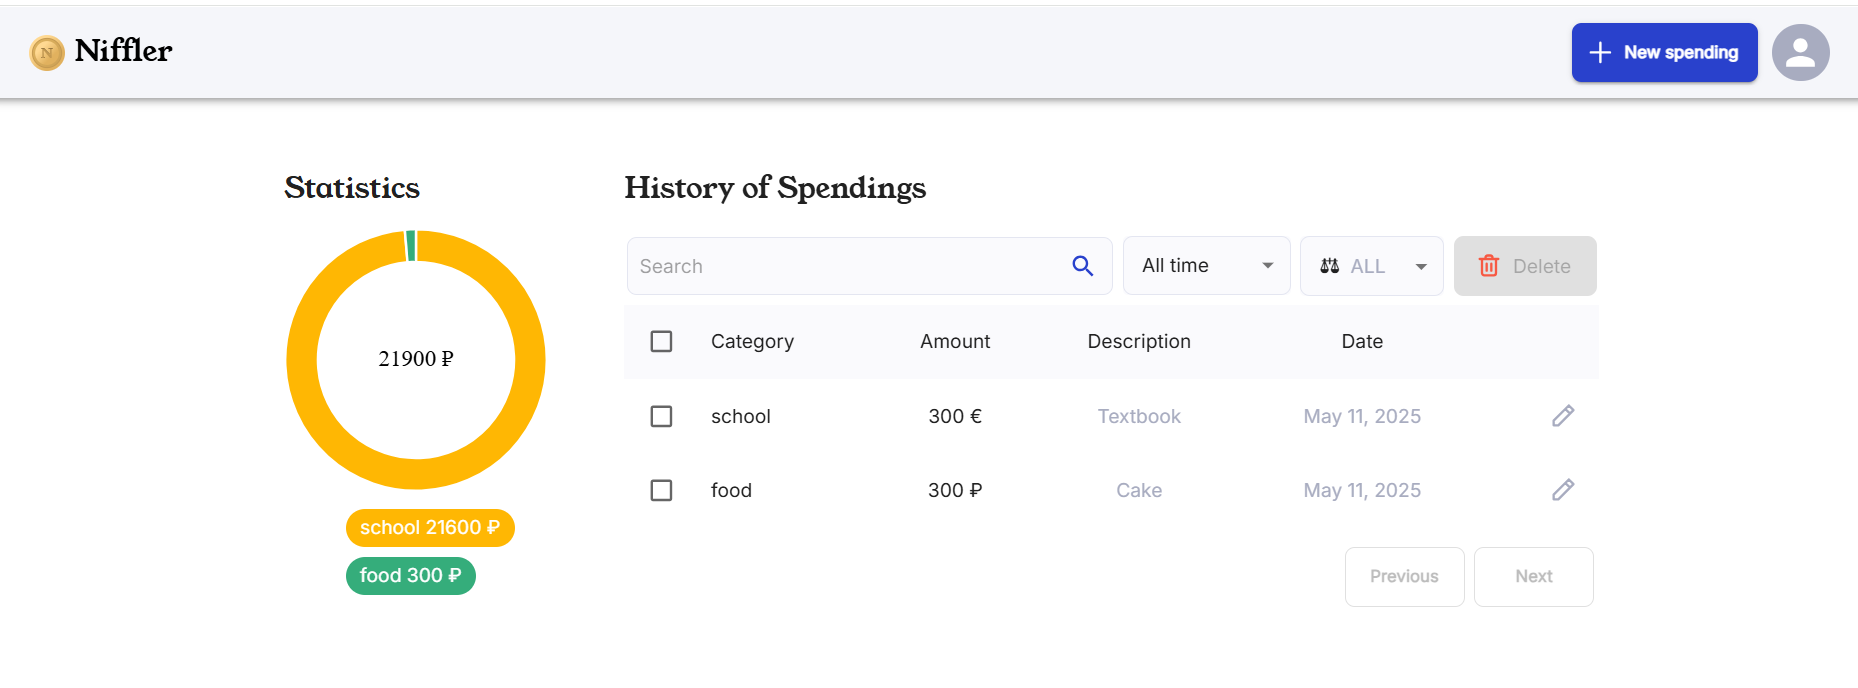 N Niffler
New spending
Statistics
21900 ₽
school 21600 ₽
food 300 ₽
History of Spendings
Search
All time
ALL
Delete
Category Amount Description Date
school 300 € Textbook May 11, 2025
food 300 ₽ Cake May 11, 2025
Previous Next